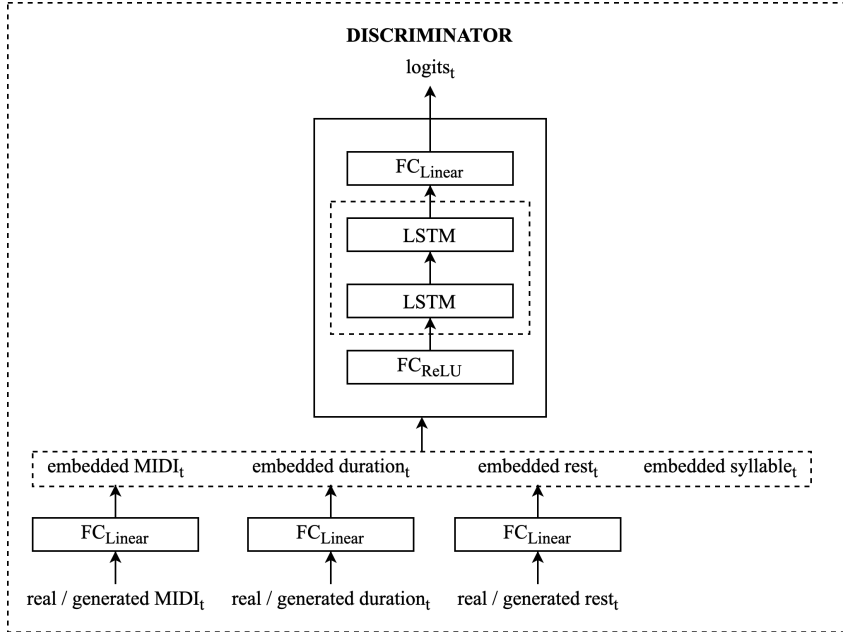 DISCRIMINATOR
logits_t
FC_Linear
LSTM
LSTM
FC_ReLU
embedded MIDI_t embedded duration_t embedded rest_t embedded syllable_t
FC_Linear FC_Linear FC_Linear
real / generated MIDI_t real / generated duration_t real / generated rest_t